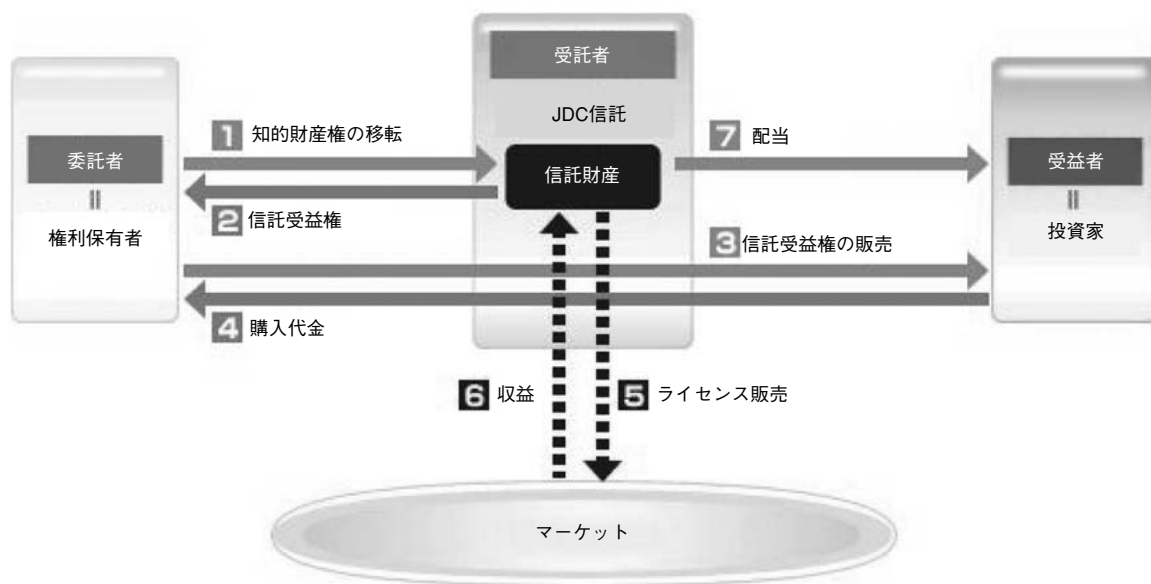 受託者
JDC信託
信託財産
委託者
||
権利保有者
1 知的財産権の移転
2 信託受益権
7 配当
受益者
||
投資家
3 信託受益権の販売
4 購入代金
6 収益
5 ライセンス販売
マーケット